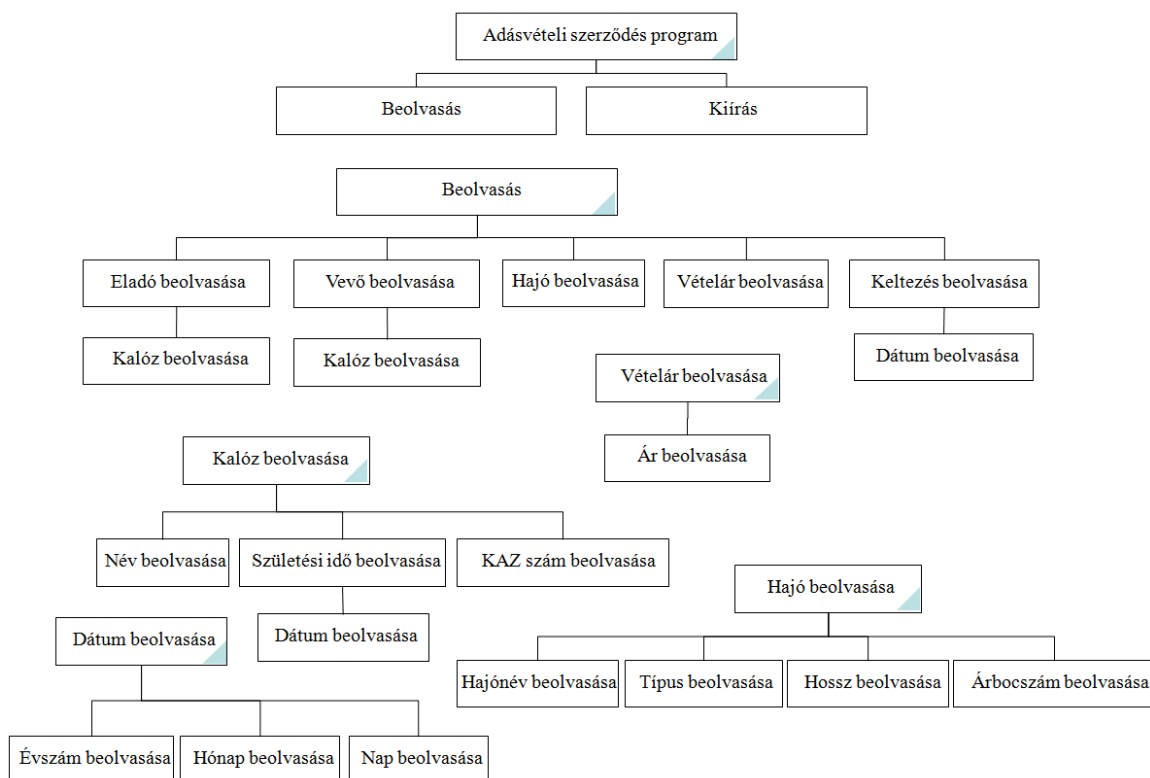 Adásvételi szerződés program
Beolvasás
Kiírás
Beolvasás
Eladó beolvasása
Vevő beolvasása
Hajó beolvasása
Vételár beolvasása
Keltezés beolvasása
Kalóz beolvasása
Kalóz beolvasása
Dátum beolvasása
Vételár beolvasása
Ár beolvasása
Kalóz beolvasása
Név beolvasása
Születési idő beolvasása
KAZ szám beolvasása
Dátum beolvasása
Hajó beolvasása
Hajónév beolvasása
Típus beolvasása
Hossz beolvasása
Árbocszám beolvasása
Dátum beolvasása
Évszám beolvasása
Hónap beolvasása
Nap beolvasása